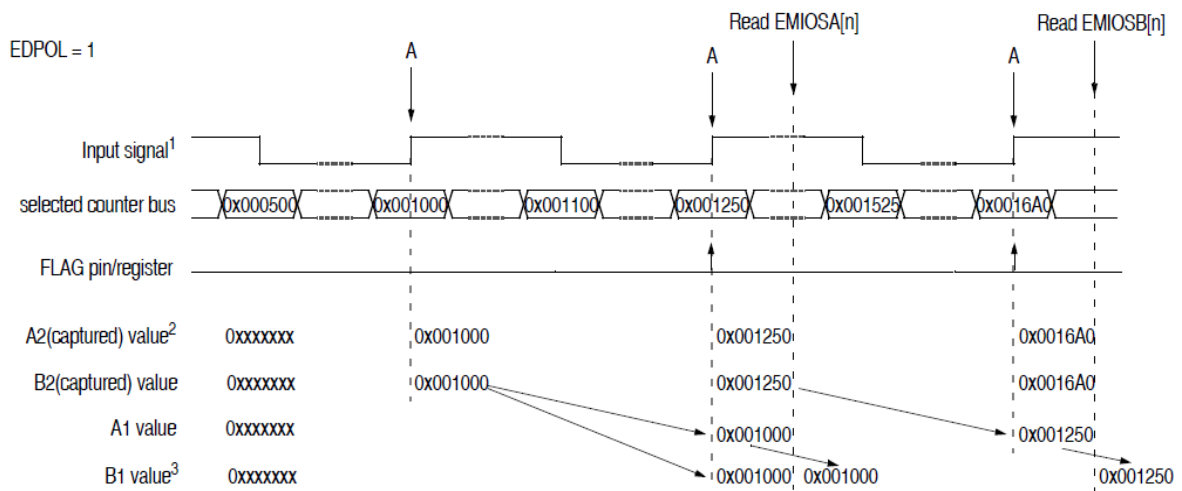 Read EMIOSA[n] Read EMIOSB[n]
EDPOL = 1
A A A
Input signal1
selected counter bus 0x000500 0x001000 0x001100 0x001250 0x001525 0x0016A0
FLAG pin/register
A2(captured) value2 0xxxxxxx 0x001000 0x001250 0x0016A0
B2(captured) value 0xxxxxxx 0x001000 0x001250 0x0016A0
A1 value 0xxxxxxx 0x001000 0x001250
B1 value3 0xxxxxxx 0x001000 0x001000 0x001250